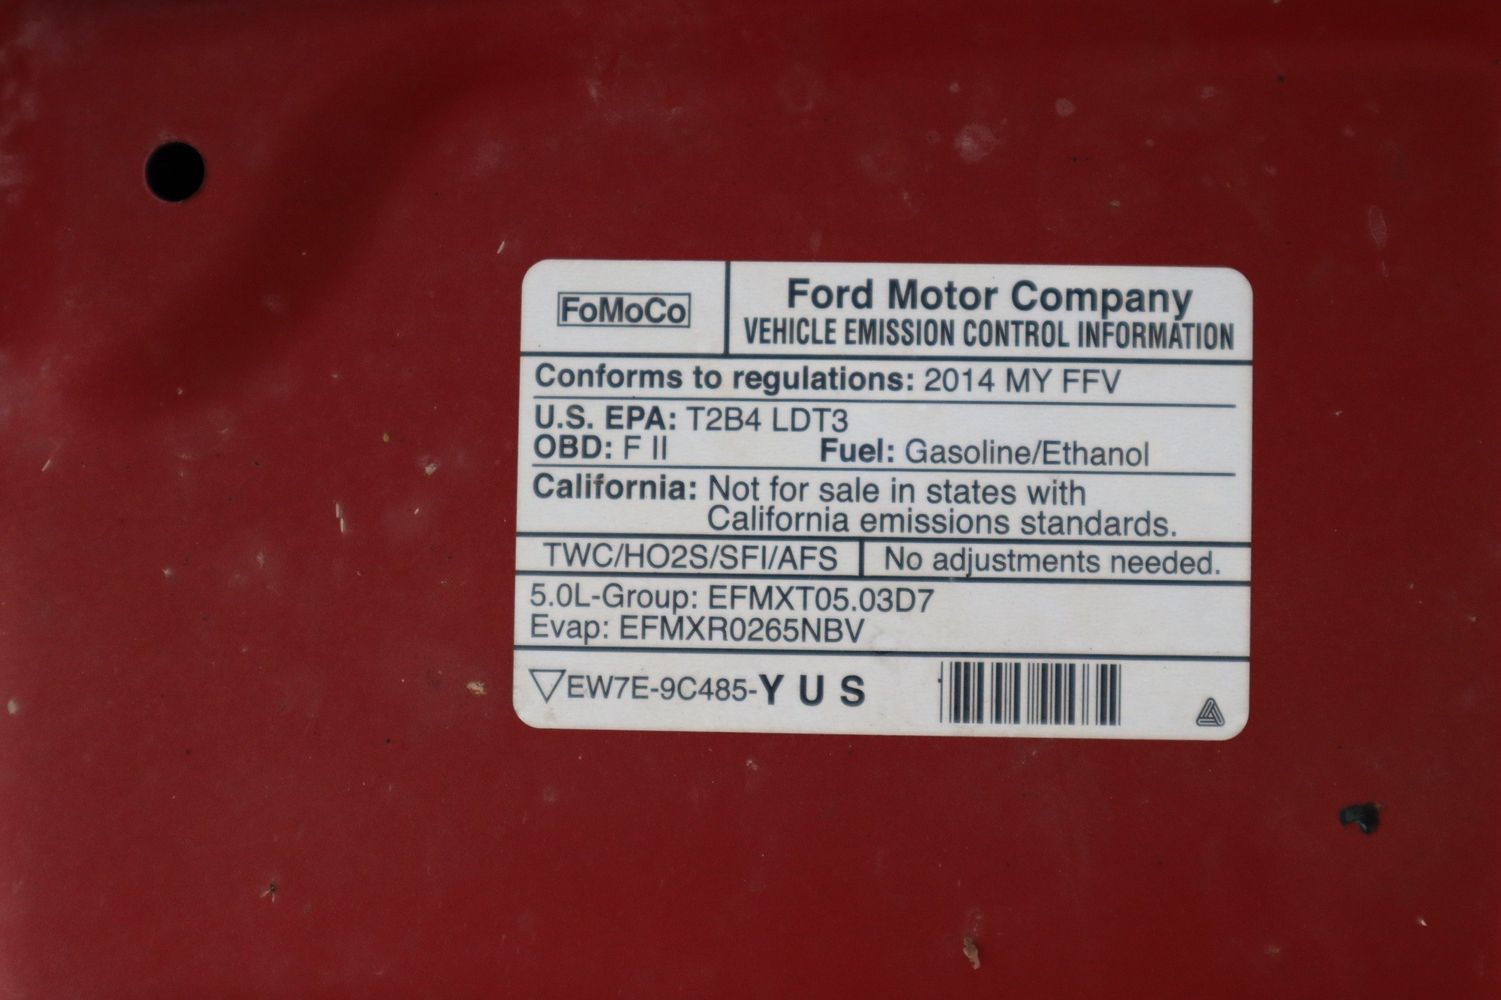 FoMoCo
Ford Motor Company
VEHICLE EMISSION CONTROL INFORMATION
Conforms to regulations: 2014 MY FFV
U.S. EPA: T2B4 LDT3
OBD: F II Fuel: Gasoline/Ethanol
California: Not for sale in states with
California emissions standards.
TWC/HO2S/SFI/AFS No adjustments needed.
5.0L-Group: EFMXT05.03D7
Evap: EFMXR0265NBV
EW7E-9C485-Y U S